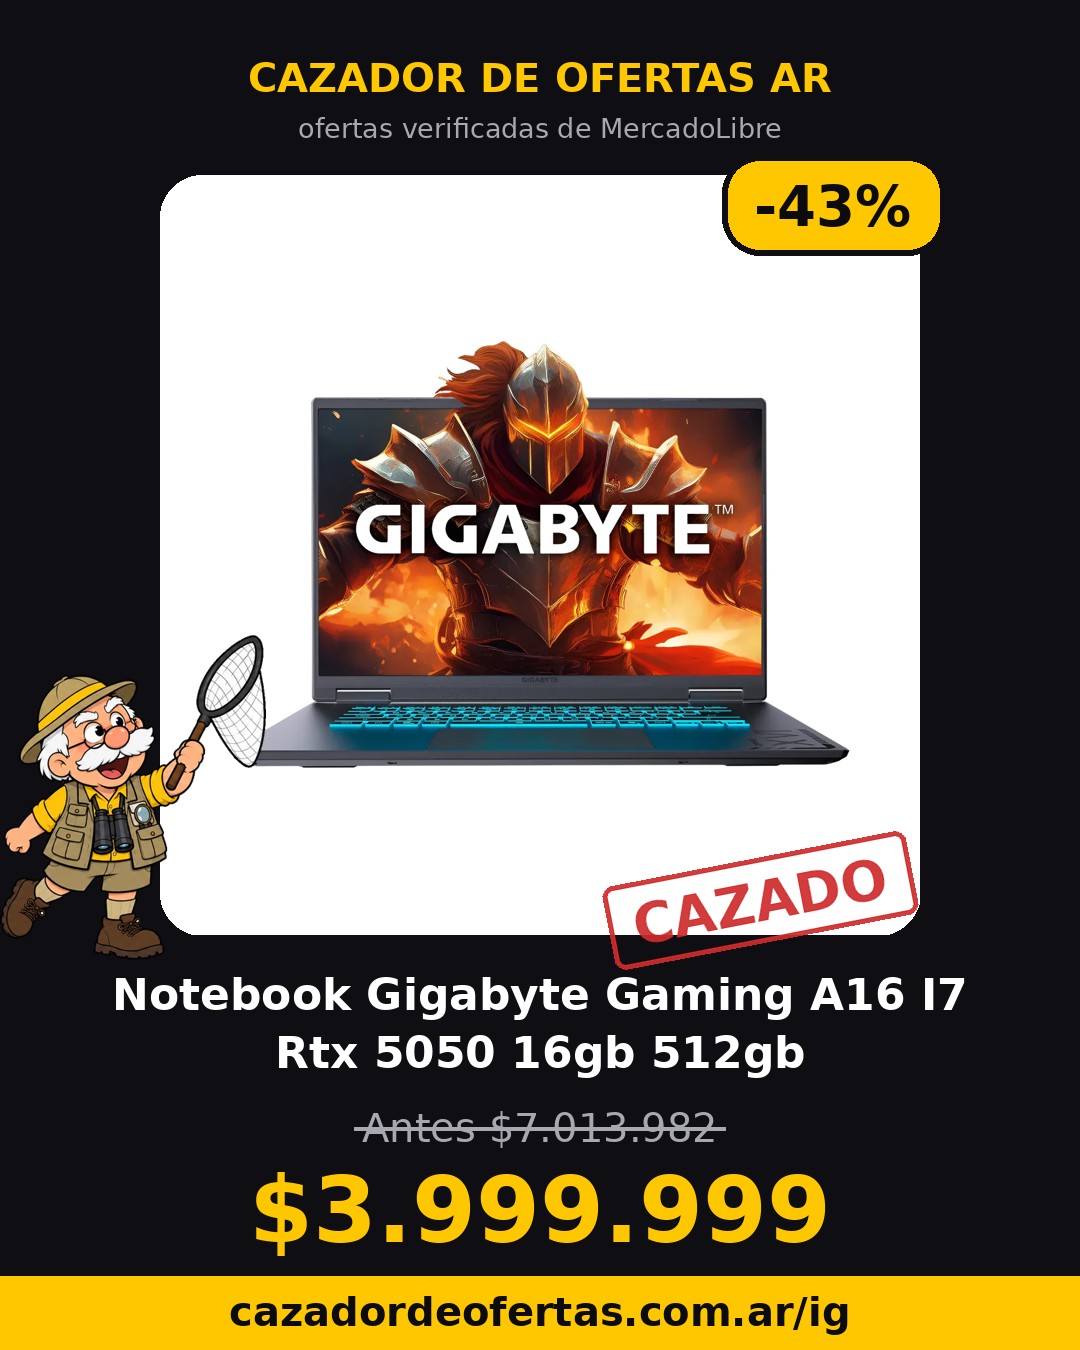 CAZADOR DE OFERTAS AR
ofertas verificadas de MercadoLibre
-43%
GIGABYTE™
GIGABYTE
CAZADO
Notebook Gigabyte Gaming A16 I7
Rtx 5050 16gb 512gb
Antes $7.013.982
$3.999.999
cazadordeofertas.com.ar/ig